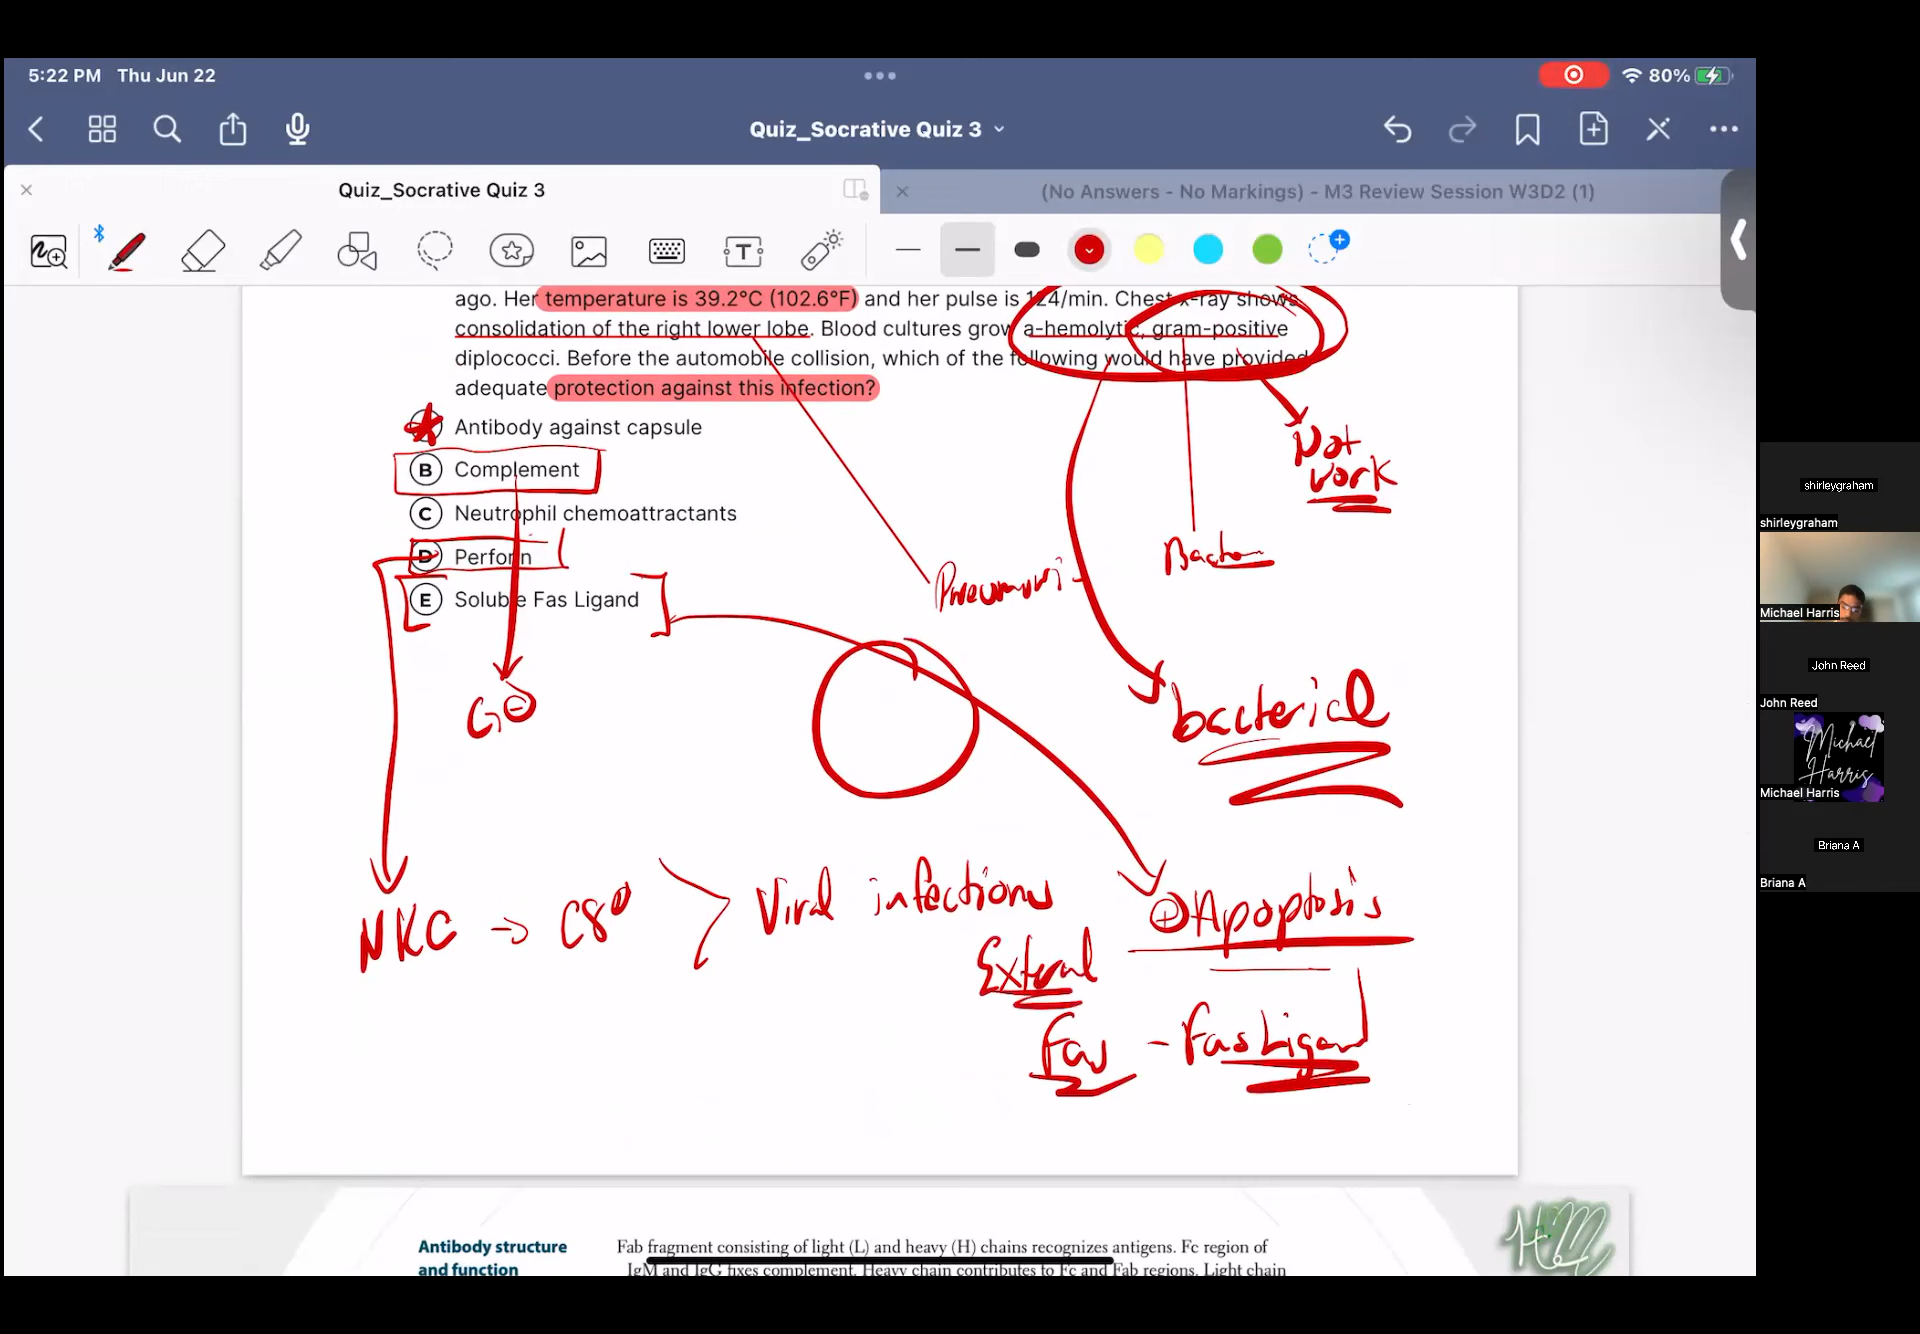 5:22 PM Thu Jun 22
80%
Quiz_Socrative Quiz 3
Quiz_Socrative Quiz 3
(No Answers - No Markings) - M3 Review Session W3D2 (1)
ago. Her temperature is 39.2°C (102.6°F) and her pulse is 124/min. Chest x-ray shows
consolidation of the right lower lobe. Blood cultures grow a-hemolytic, gram-positive
diplococci. Before the automobile collision, which of the following would have provided
adequate protection against this infection?
Antibody against capsule
B Complement
C Neutrophil chemoattractants
D Perforin
E Soluble Fas Ligand
Not
work
G⊖
bacterial
NKC → CS8
Viral infections
⊕Apoptosis
Fas - Fas Ligand
Antibody structure
and function
Fab fragment consisting of light (L) and heavy (H) chains recognizes antigens. Fc region of
IgM and IgG fixes complement. Heavy chain contributes to Fc and Fab regions. Light chain
shirleygraham
shirleygraham
Michael Harris
John Reed
John Reed
Michael
Harris
Michael Harris
Briana A
Briana A